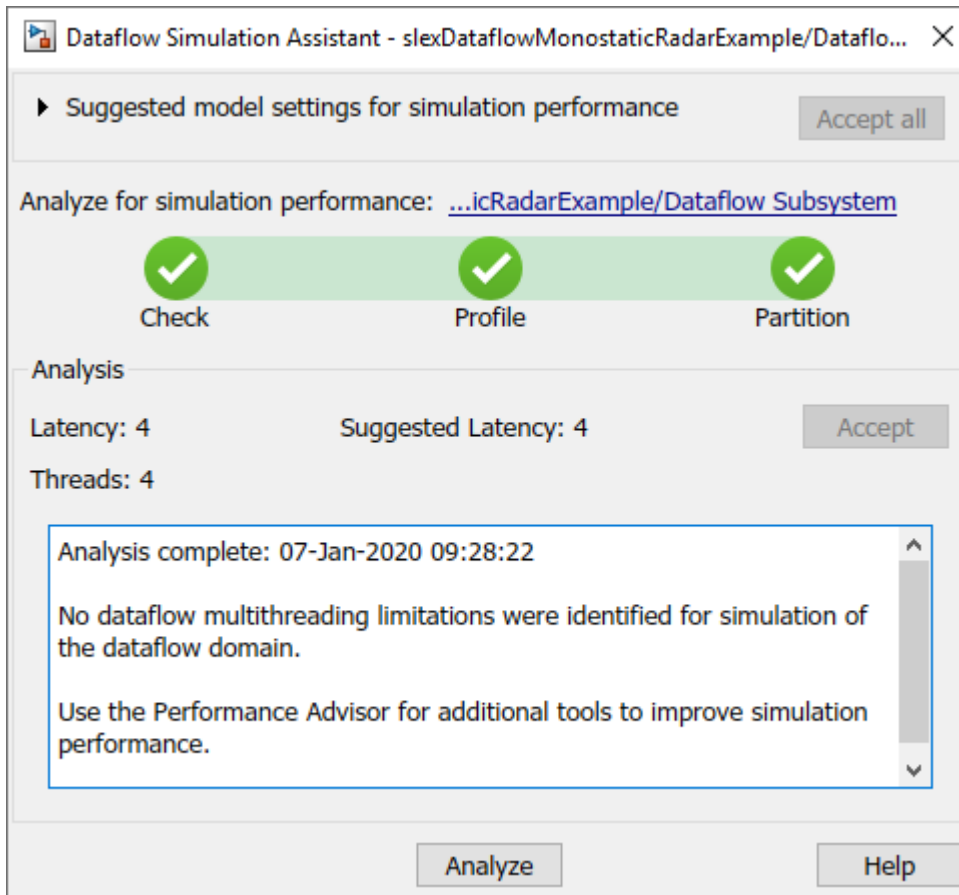 Dataflow Simulation Assistant - slexDataflowMonostaticRadarExample/Dataflo...
Suggested model settings for simulation performance
Accept all
Analyze for simulation performance: ...icRadarExample/Dataflow Subsystem
Check Profile Partition
Analysis
Latency: 4 Suggested Latency: 4 Accept
Threads: 4
Analysis complete: 07-Jan-2020 09:28:22
No dataflow multithreading limitations were identified for simulation of
the dataflow domain.
Use the Performance Advisor for additional tools to improve simulation
performance.
Analyze Help